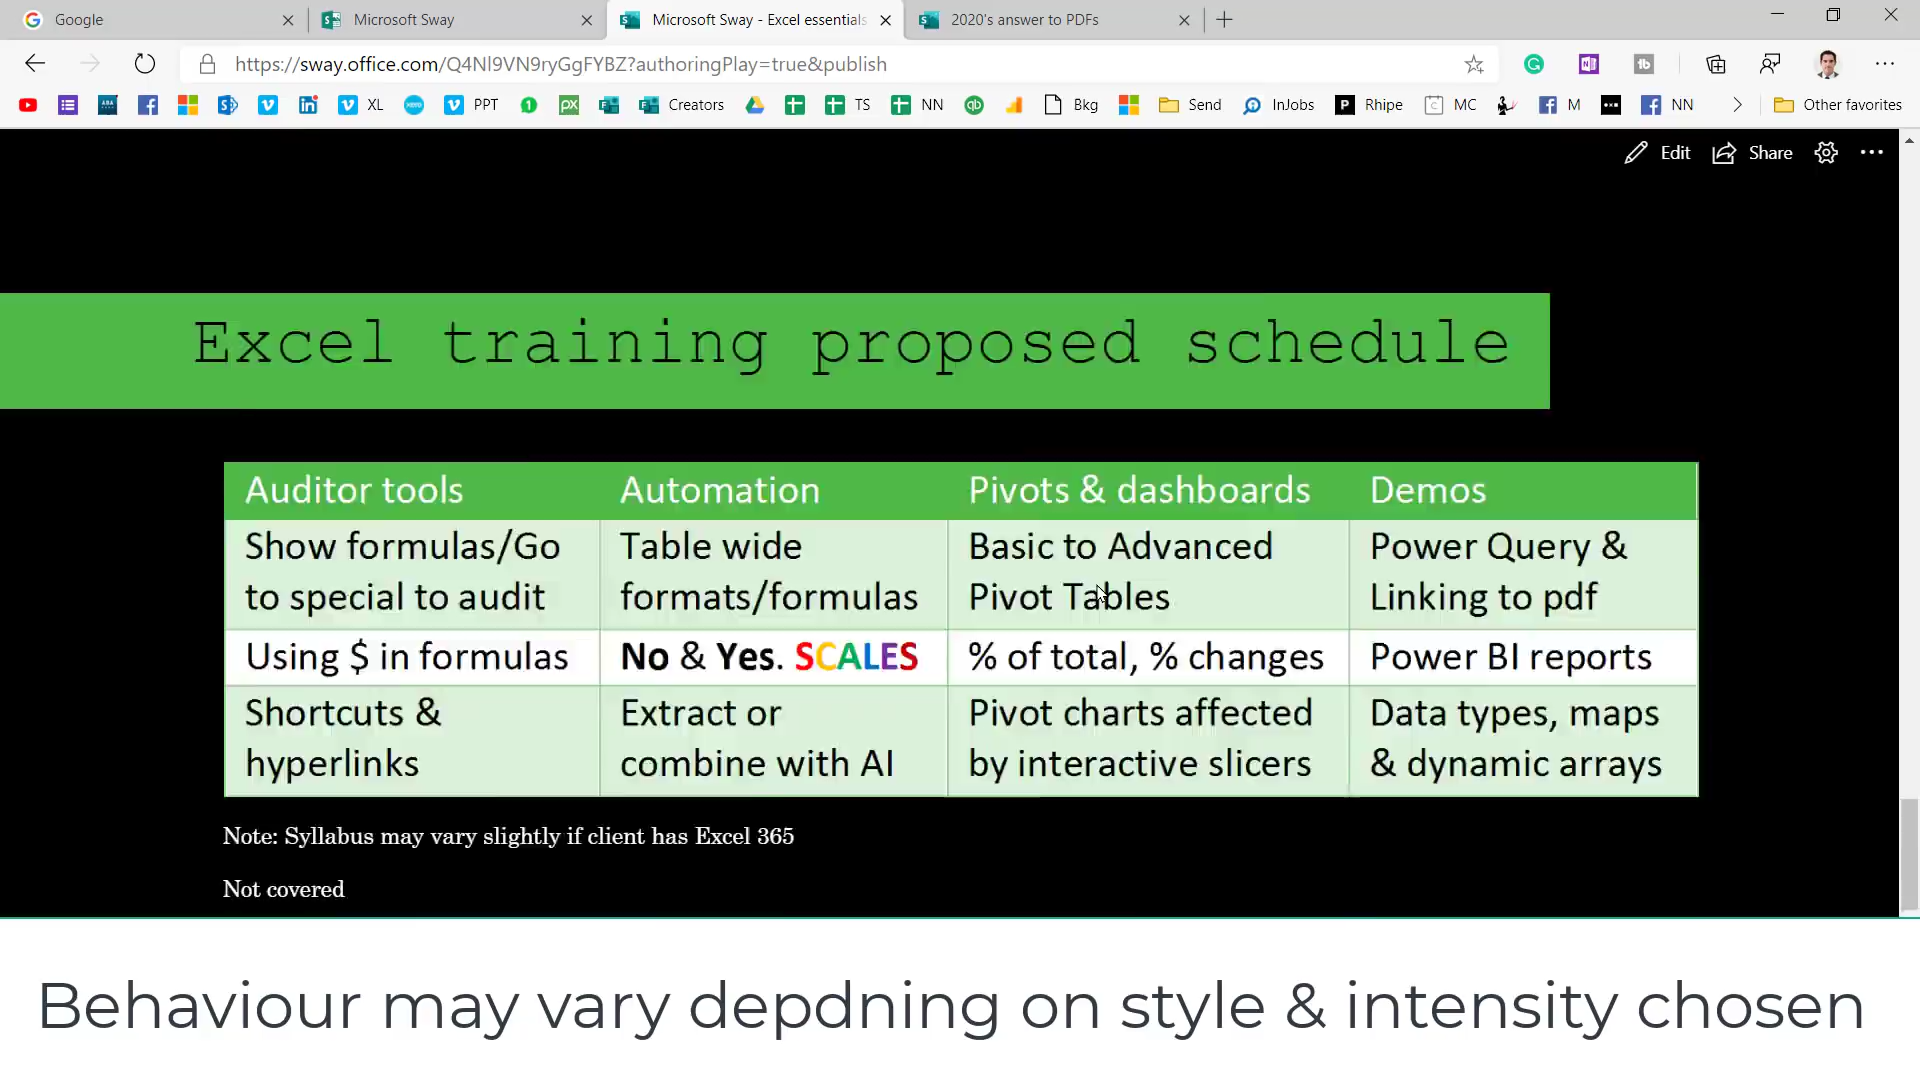 Google
Microsoft Sway
Microsoft Sway - Excel essentials
2020's answer to PDFs
https://sway.office.com/Q4Nl9VN9ryGgFYBZ?authoringPlay=true&publish
XL PPT Creators TS NN Bkg Send InJobs Rhipe MC M NN Other favorites
Edit Share
Excel training proposed schedule
Auditor tools Automation Pivots & dashboards Demos
Show formulas/Go Table wide Basic to Advanced Power Query &
to special to audit formats/formulas Pivot Tables Linking to pdf
Using $ in formulas No & Yes. SCALES % of total, % changes Power BI reports
Shortcuts & Extract or Pivot charts affected Data types, maps
hyperlinks combine with AI by interactive slicers & dynamic arrays
Note: Syllabus may vary slightly if client has Excel 365
Not covered
Behaviour may vary depdning on style & intensity chosen